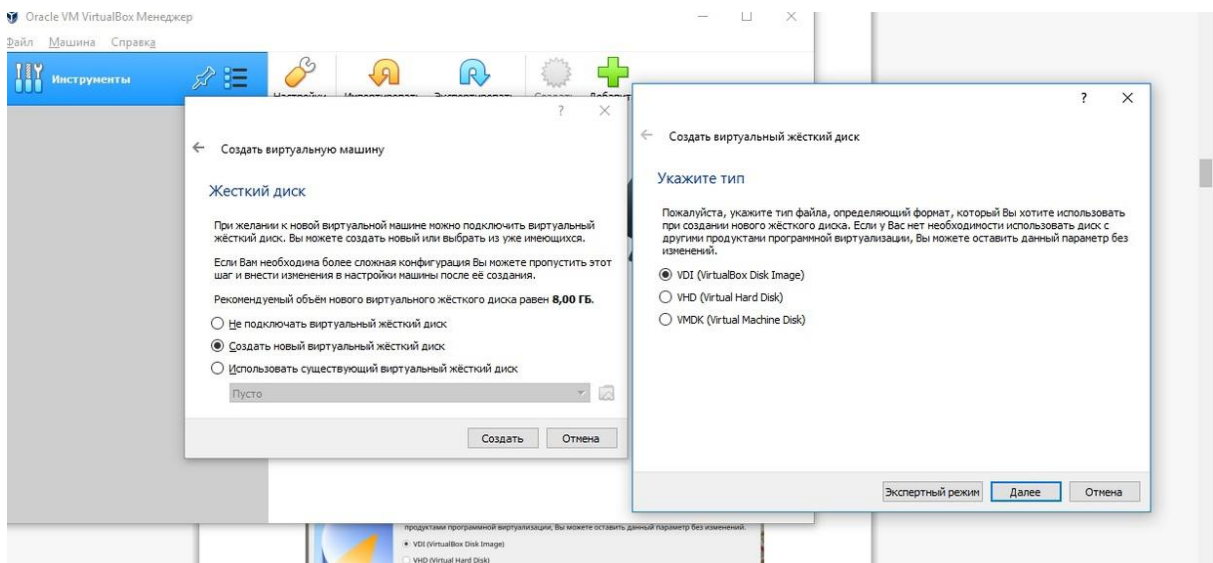 Oracle VM VirtualBox Менеджер
Файл Машина Справка
Инструменты
Настройки Импортировать Экспортировать Создать Добавит
Создать виртуальную машину
Жесткий диск
При желании к новой виртуальной машине можно подключить виртуальный
жёсткий диск. Вы можете создать новый или выбрать из уже имеющихся.
Если Вам необходима более сложная конфигурация Вы можете пропустить этот
шаг и внести изменения в настройки машины после её создания.
Рекомендуемый объём нового виртуального жёсткого диска равен 8,00 ГБ.
Не подключать виртуальный жёсткий диск
Создать новый виртуальный жёсткий диск
Использовать существующий виртуальный жёсткий диск
Пусто
Создать Отмена
Создать виртуальный жёсткий диск
Укажите тип
Пожалуйста, укажите тип файла, определяющий формат, который Вы хотите использовать
при создании нового жёсткого диска. Если у Вас нет необходимости использовать диск с
другими продуктами программной виртуализации, Вы можете оставить данный параметр без
изменений.
VDI (VirtualBox Disk Image)
VHD (Virtual Hard Disk)
VMDK (Virtual Machine Disk)
Экспертный режим Далее Отмена
продуктами программной виртуализации, Вы можете оставить данный параметр без изменений.
VDI (VirtualBox Disk Image)
VHD (Virtual Hard Disk)